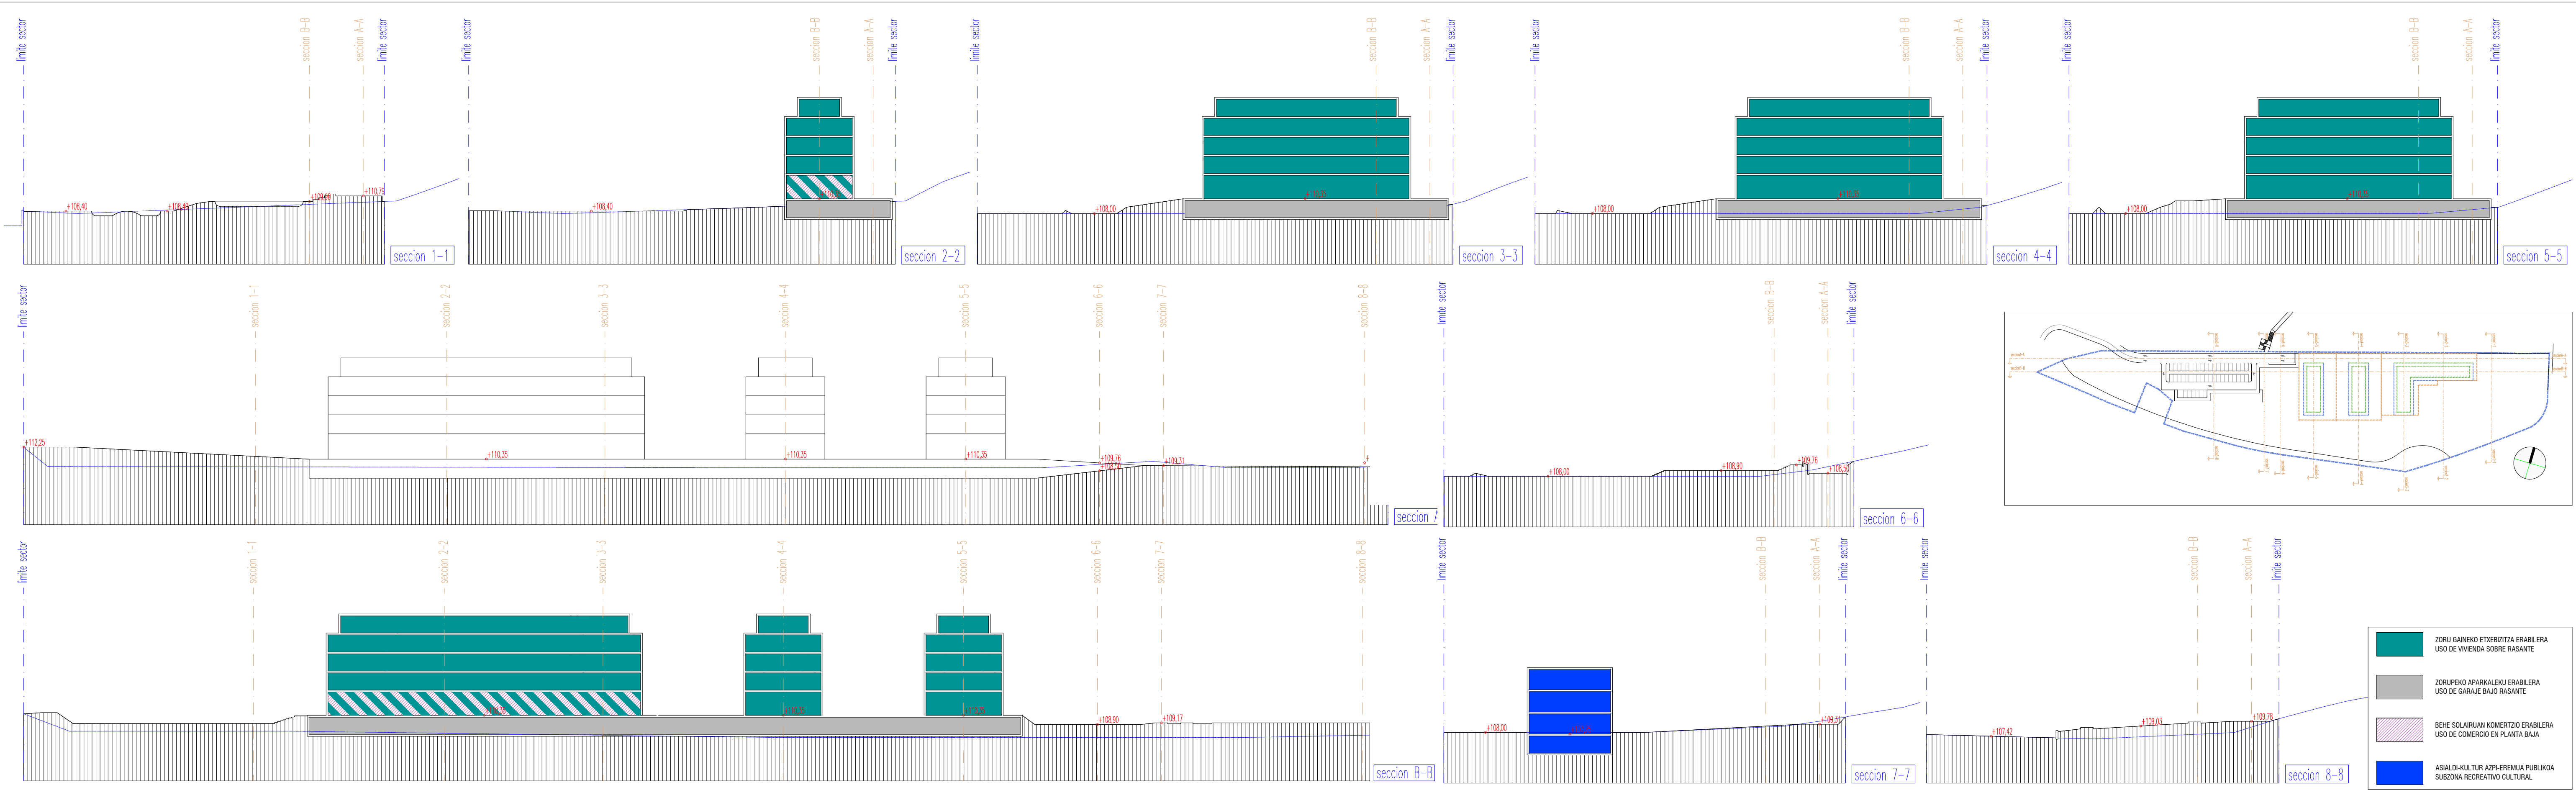 limite sector
seccion B-B
seccion A-A
limite sector
+108,40
+110,79
seccion 1-1
limite sector
seccion B-B
seccion A-A
limite sector
+108,40
seccion 2-2
limite sector
seccion B-B
seccion A-A
limite sector
+108,00
seccion 3-3
limite sector
seccion B-B
seccion A-A
limite sector
+108,00
seccion 4-4
limite sector
seccion B-B
seccion A-A
limite sector
+108,00
seccion 5-5
limite sector
seccion 1-1
seccion 2-2
seccion 3-3
seccion 4-4
seccion 5-5
seccion 6-6
seccion 7-7
seccion 8-8
+112,25
+110,35
+110,35
+110,35
+109,76
+109,31
seccion A
limite sector
seccion B-B
seccion A-A
limite sector
+108,00
+108,90
+109,76
seccion 6-6
limite sector
seccion 1-1
seccion 2-2
seccion 3-3
seccion 4-4
seccion 5-5
seccion 6-6
seccion 7-7
seccion 8-8
+108,90
+109,17
seccion B-B
limite sector
seccion B-B
seccion A-A
limite sector
+108,00
+109,31
seccion 7-7
limite sector
seccion B-B
seccion A-A
limite sector
+107,42
+109,03
+109,78
seccion 8-8
ZORU GAINEKO ETXEBIZITZA ERABILERA
USO DE VIVIENDA SOBRE RASANTE
ZORUPEKO APARKALEKU ERABILERA
USO DE GARAJE BAJO RASANTE
BEHE SOLAIRUAN KOMERTZIO ERABILERA
USO DE COMERCIO EN PLANTA BAJA
ASIALDI-KULTUR AZPI-EREMUA PUBLIKOA
SUBZONA RECREATIVO CULTURAL